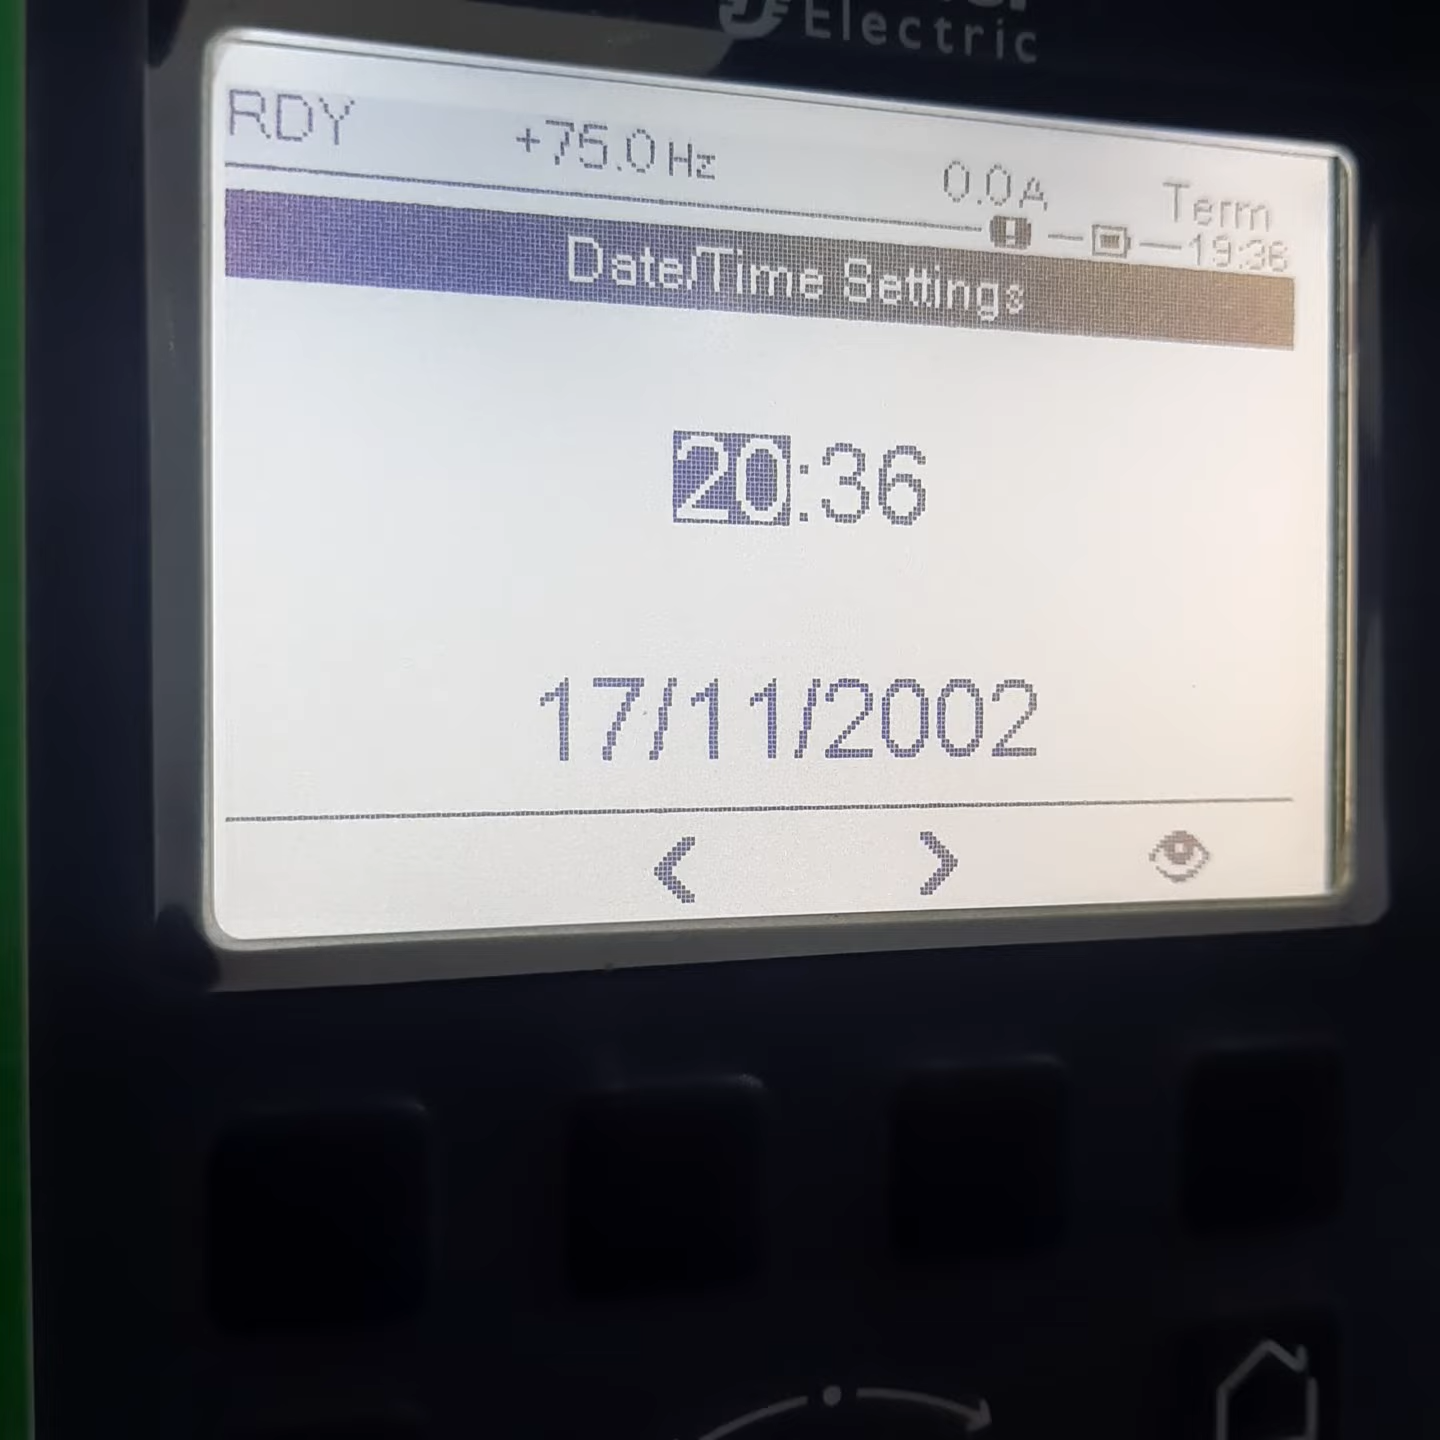 Electric
RDY +75.0Hz 0.0A Term
19:36
Date/Time Settings
20:36
17/11/2002